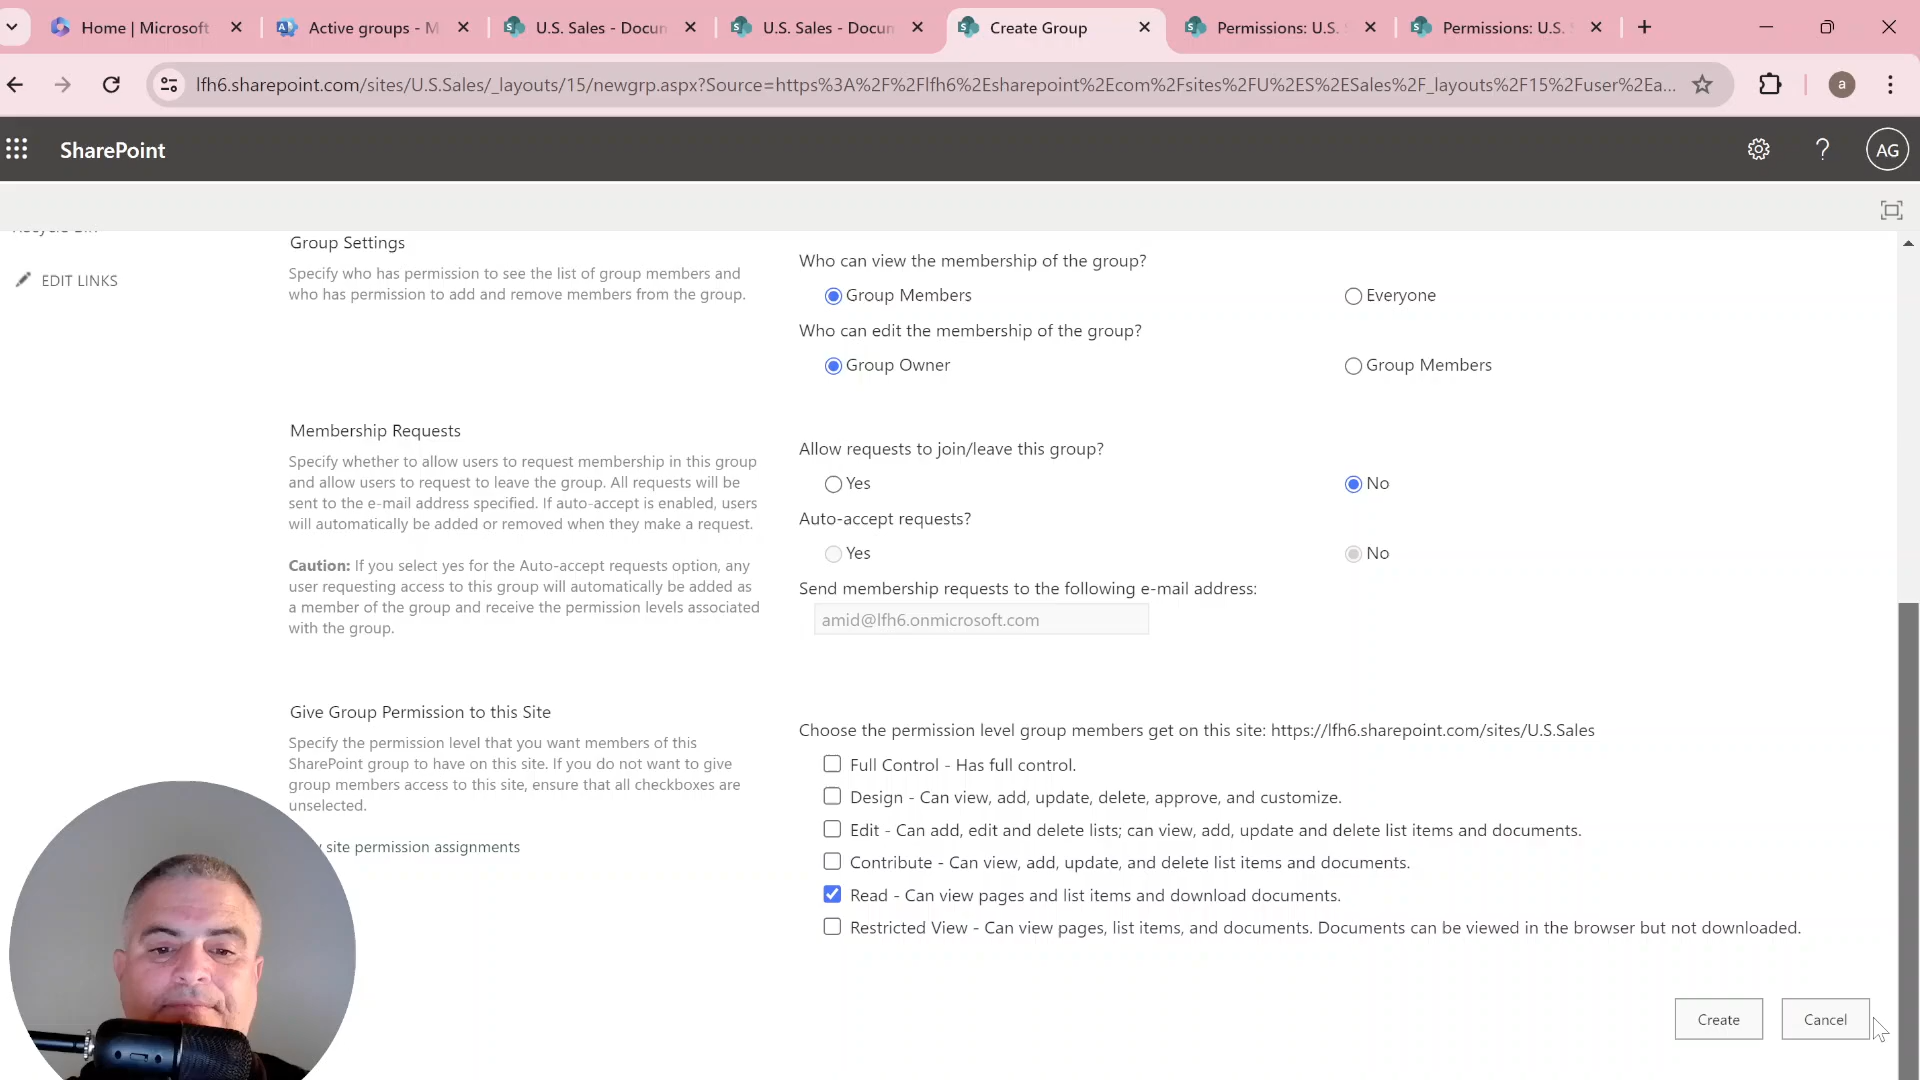 Home | Microsoft
Active groups - M
U.S. Sales - Docum
U.S. Sales - Docum
Create Group
Permissions: U.S.
Permissions: U.S.
lfh6.sharepoint.com/sites/U.S.Sales/_layouts/15/newgrp.aspx?Source=https%3A%2F%2Flfh6%2Esharepoint%2Ecom%2Fsites%2FU%2ES%2ESales%2F_layouts%2F15%2Fuser%2Ea...
a
SharePoint
?
AG
EDIT LINKS
Group Settings
Specify who has permission to see the list of group members and
who has permission to add and remove members from the group.
Who can view the membership of the group?
Group Members
Everyone
Who can edit the membership of the group?
Group Owner
Group Members
Membership Requests
Specify whether to allow users to request membership in this group
and allow users to request to leave the group. All requests will be
sent to the e-mail address specified. If auto-accept is enabled, users
will automatically be added or removed when they make a request.
Caution: If you select yes for the Auto-accept requests option, any
user requesting access to this group will automatically be added as
a member of the group and receive the permission levels associated
with the group.
Allow requests to join/leave this group?
Yes
No
Auto-accept requests?
Yes
No
Send membership requests to the following e-mail address:
amid@lfh6.onmicrosoft.com
Give Group Permission to this Site
Specify the permission level that you want members of this
SharePoint group to have on this site. If you do not want to give
group members access to this site, ensure that all checkboxes are
unselected.
site permission assignments
Choose the permission level group members get on this site: https://lfh6.sharepoint.com/sites/U.S.Sales
Full Control - Has full control.
Design - Can view, add, update, delete, approve, and customize.
Edit - Can add, edit and delete lists; can view, add, update and delete list items and documents.
Contribute - Can view, add, update, and delete list items and documents.
Read - Can view pages and list items and download documents.
Restricted View - Can view pages, list items, and documents. Documents can be viewed in the browser but not downloaded.
Create
Cancel